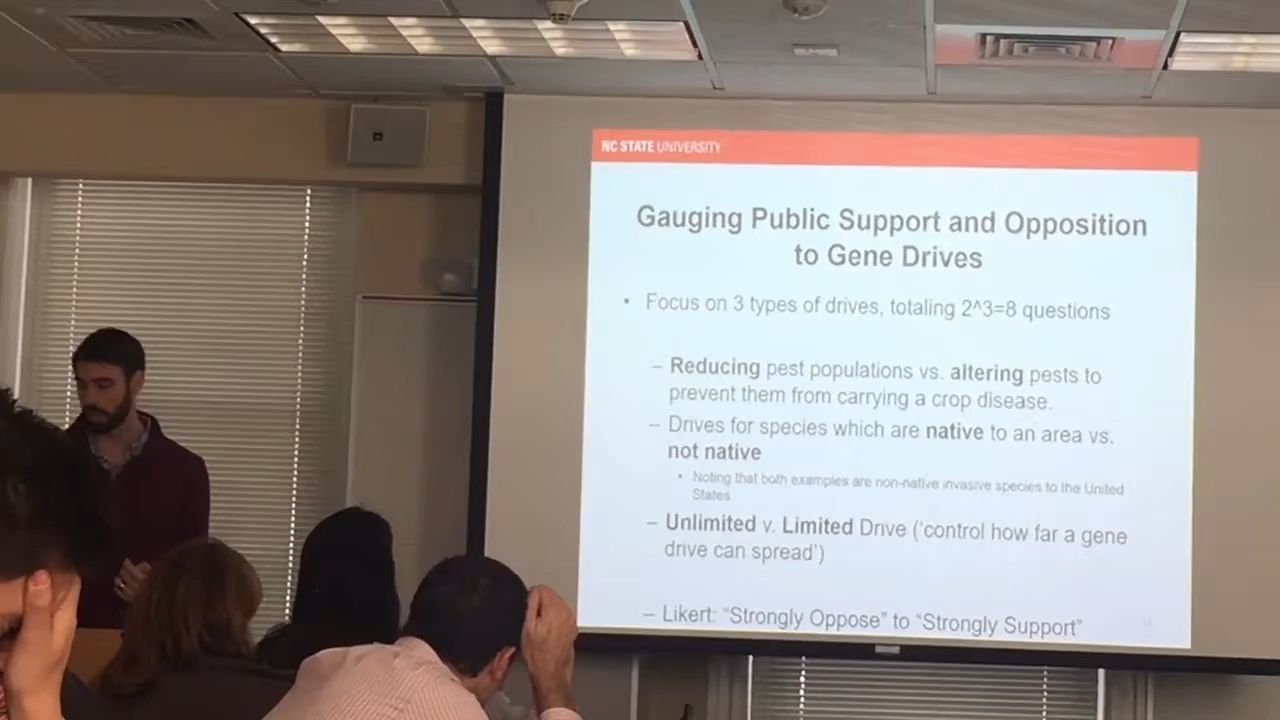 NC STATE UNIVERSITY
Gauging Public Support and Opposition
to Gene Drives
• Focus on 3 types of drives, totaling 2^3=8 questions
– Reducing pest populations vs. altering pests to
prevent them from carrying a crop disease.
– Drives for species which are native to an area vs.
not native
• Noting that both examples are non-native invasive species to the United
States
– Unlimited v. Limited Drive (‘control how far a gene
drive can spread’)
– Likert: “Strongly Oppose” to “Strongly Support”